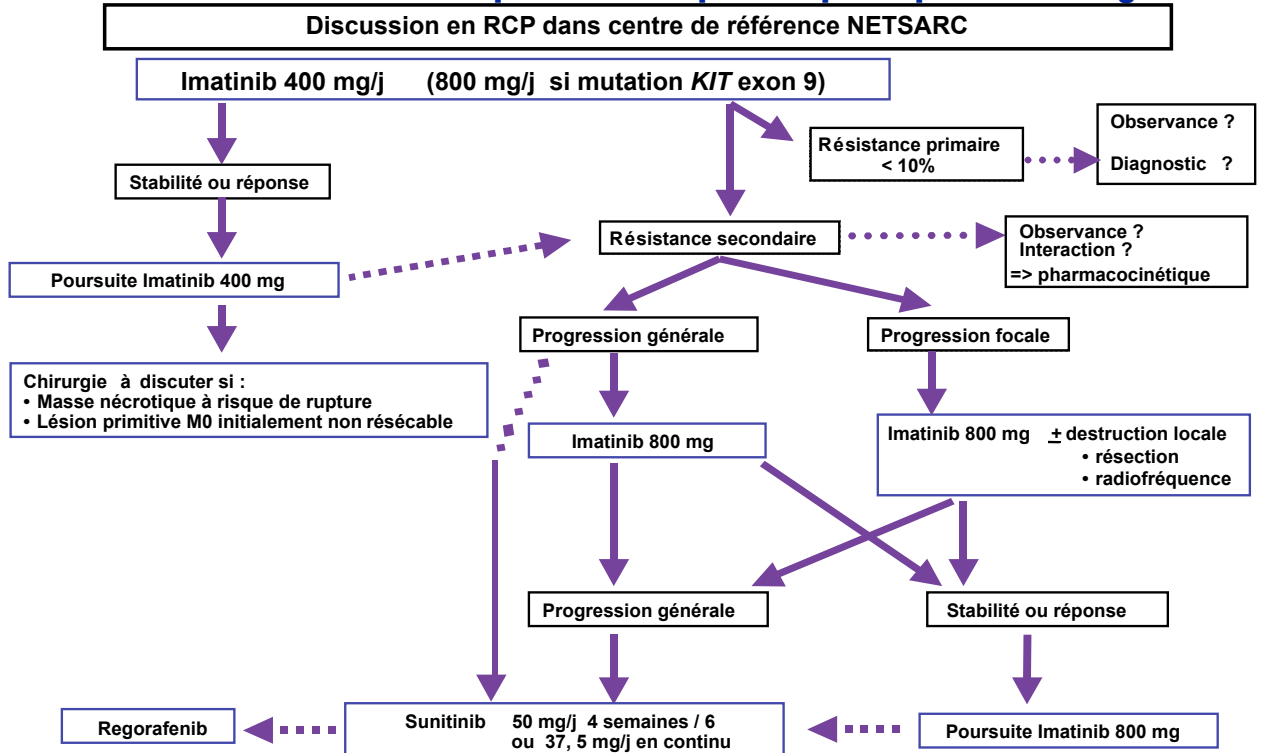 Discussion en RCP dans centre de référence NETSARC
Imatinib 400 mg/j (800 mg/j si mutation KIT exon 9)
Résistance primaire
< 10%
Observance ?
Diagnostic ?
Stabilité ou réponse
Résistance secondaire
Observance ?
Interaction ?
=> pharmacocinétique
Poursuite Imatinib 400 mg
Progression générale
Progression focale
Chirurgie à discuter si :
• Masse nécrotique à risque de rupture
• Lésion primitive M0 initialement non résécable
Imatinib 800 mg
Imatinib 800 mg + destruction locale
• résection
• radiofréquence
Progression générale
Stabilité ou réponse
Regorafenib
Sunitinib 50 mg/j 4 semaines / 6
ou 37, 5 mg/j en continu
Poursuite Imatinib 800 mg